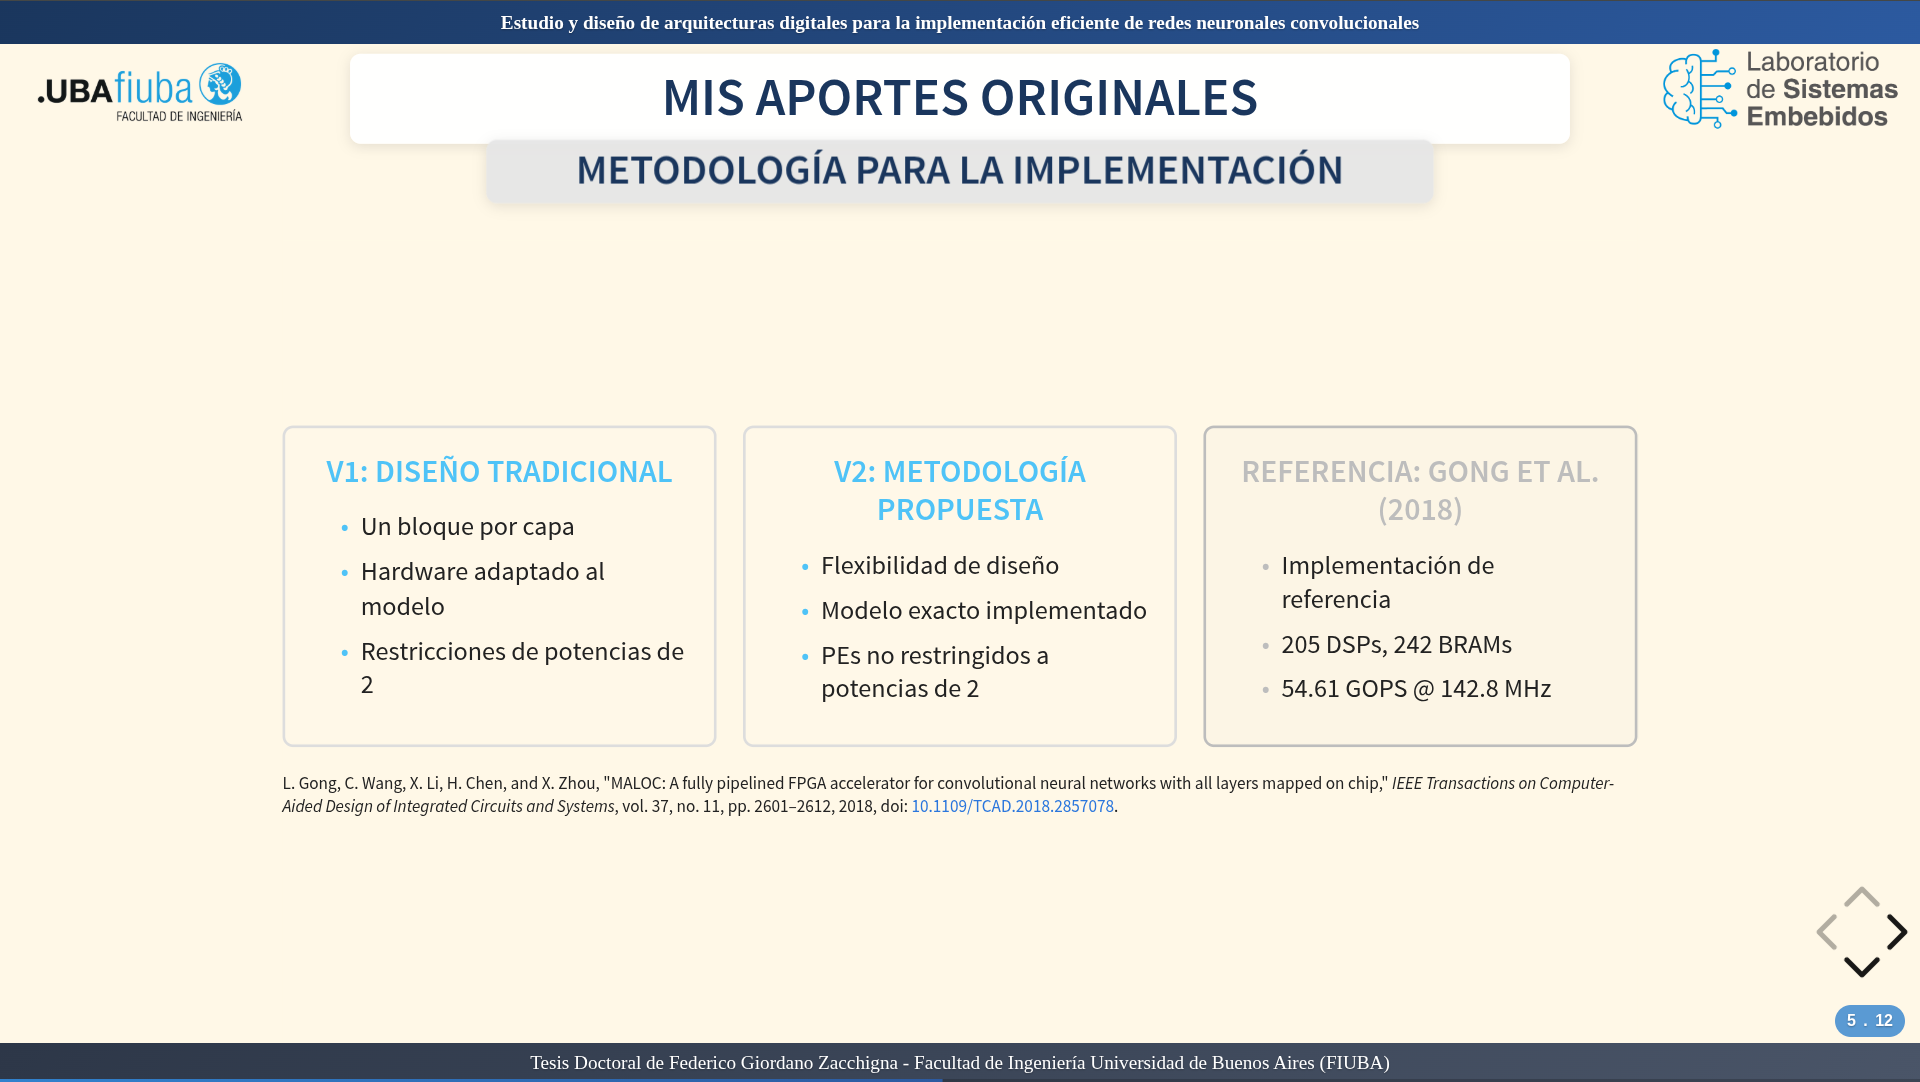 Estudio y diseño de arquitecturas digitales para la implementación eficiente de redes neuronales convolucionales
.UBAfiuba
FACULTAD DE INGENIERÍA
MIS APORTES ORIGINALES
Laboratorio
de Sistemas
Embebidos
METODOLOGÍA PARA LA IMPLEMENTACIÓN
V1: DISEÑO TRADICIONAL
• Un bloque por capa
• Hardware adaptado al
modelo
• Restricciones de potencias de
2
V2: METODOLOGÍA
PROPUESTA
• Flexibilidad de diseño
• Modelo exacto implementado
• PEs no restringidos a
potencias de 2
REFERENCIA: GONG ET AL.
(2018)
• Implementación de
referencia
• 205 DSPs, 242 BRAMs
• 54.61 GOPS @ 142.8 MHz
L. Gong, C. Wang, X. Li, H. Chen, and X. Zhou, "MALOC: A fully pipelined FPGA accelerator for convolutional neural networks with all layers mapped on chip," IEEE Transactions on Computer-
Aided Design of Integrated Circuits and Systems, vol. 37, no. 11, pp. 2601–2612, 2018, doi: 10.1109/TCAD.2018.2857078.
5 . 12
Tesis Doctoral de Federico Giordano Zacchigna - Facultad de Ingeniería Universidad de Buenos Aires (FIUBA)